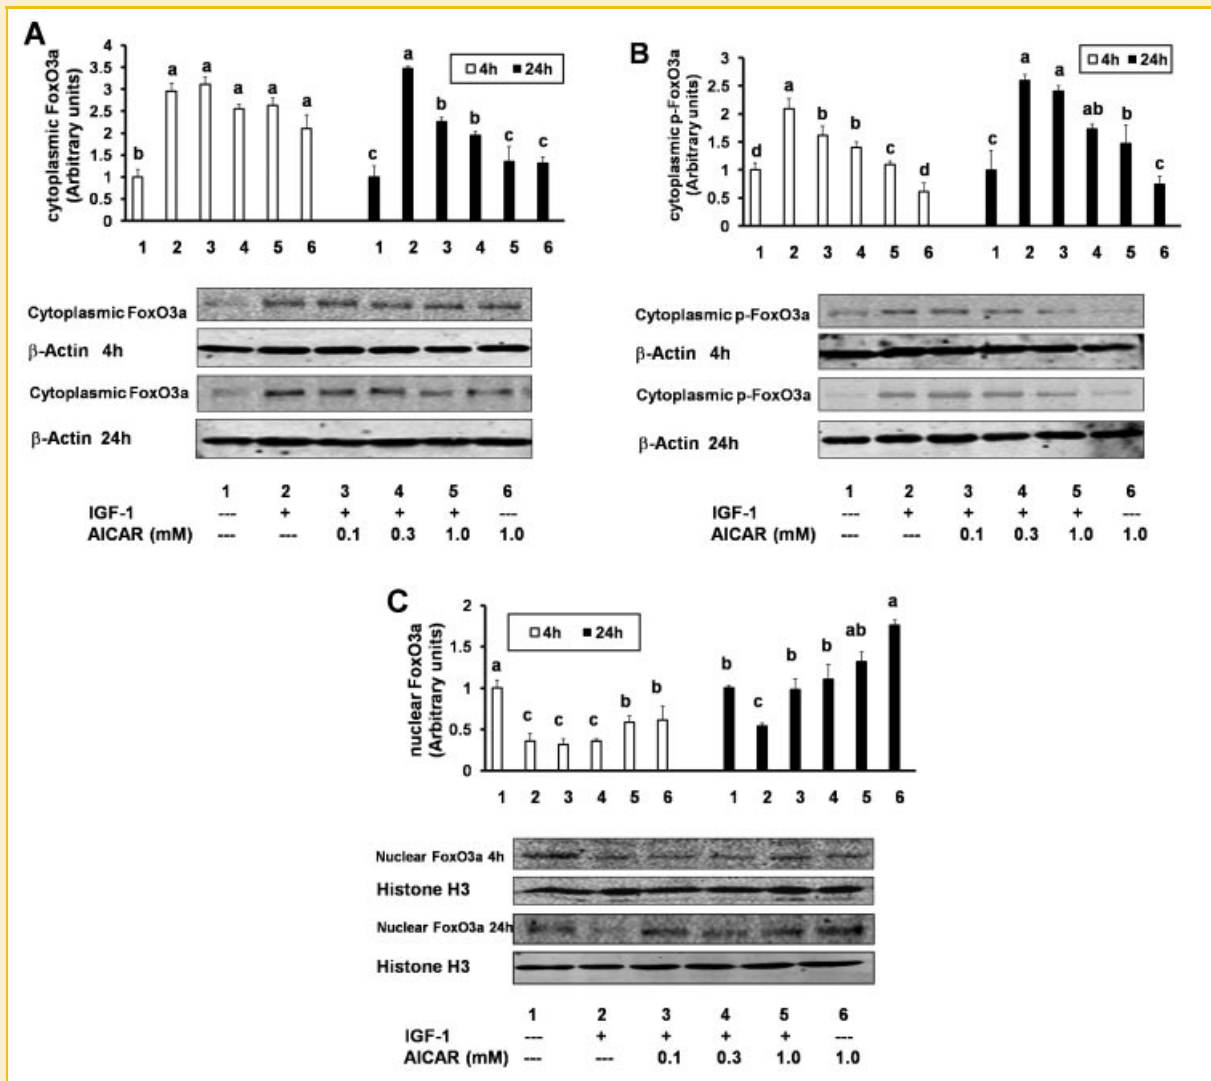 A
cytoplasmic FoxO3a
(Arbitrary units)
4
3.5
3
2.5
2
1.5
1
0.5
0
4h 24h
b a a a a a c a b b c c
1 2 3 4 5 6 1 2 3 4 5 6
Cytoplasmic FoxO3a
β-Actin 4h
Cytoplasmic FoxO3a
β-Actin 24h
1 2 3 4 5 6
IGF-1 --- + + + + ---
AICAR (mM) --- --- 0.1 0.3 1.0 1.0
B
cytoplasmic p-FoxO3a
(Arbitrary units)
3
2.5
2
1.5
1
0.5
0
4h 24h
d a b b c d c a a ab b c
1 2 3 4 5 6 1 2 3 4 5 6
Cytoplasmic p-FoxO3a
β-Actin 4h
Cytoplasmic p-FoxO3a
β-Actin 24h
1 2 3 4 5 6
IGF-1 --- + + + + ---
AICAR (mM) --- --- 0.1 0.3 1.0 1.0
C
nuclear FoxO3a
(Arbitrary units)
2
1.5
1
0.5
0
4h 24h
a c c c b b b c b b ab a
1 2 3 4 5 6 1 2 3 4 5 6
Nuclear FoxO3a 4h
Histone H3
Nuclear FoxO3a 24h
Histone H3
1 2 3 4 5 6
IGF-1 --- + + + + ---
AICAR (mM) --- --- 0.1 0.3 1.0 1.0